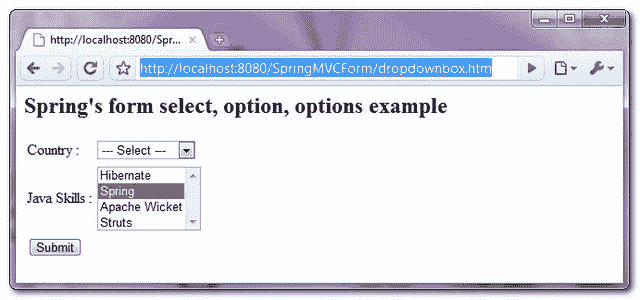 http://localhost:8080/Spr...
http://localhost:8080/SpringMVCForm/dropdownbox.htm
Spring's form select, option, options example
Country : --- Select ---
Java Skills :
Hibernate
Spring
Apache Wicket
Struts
Submit